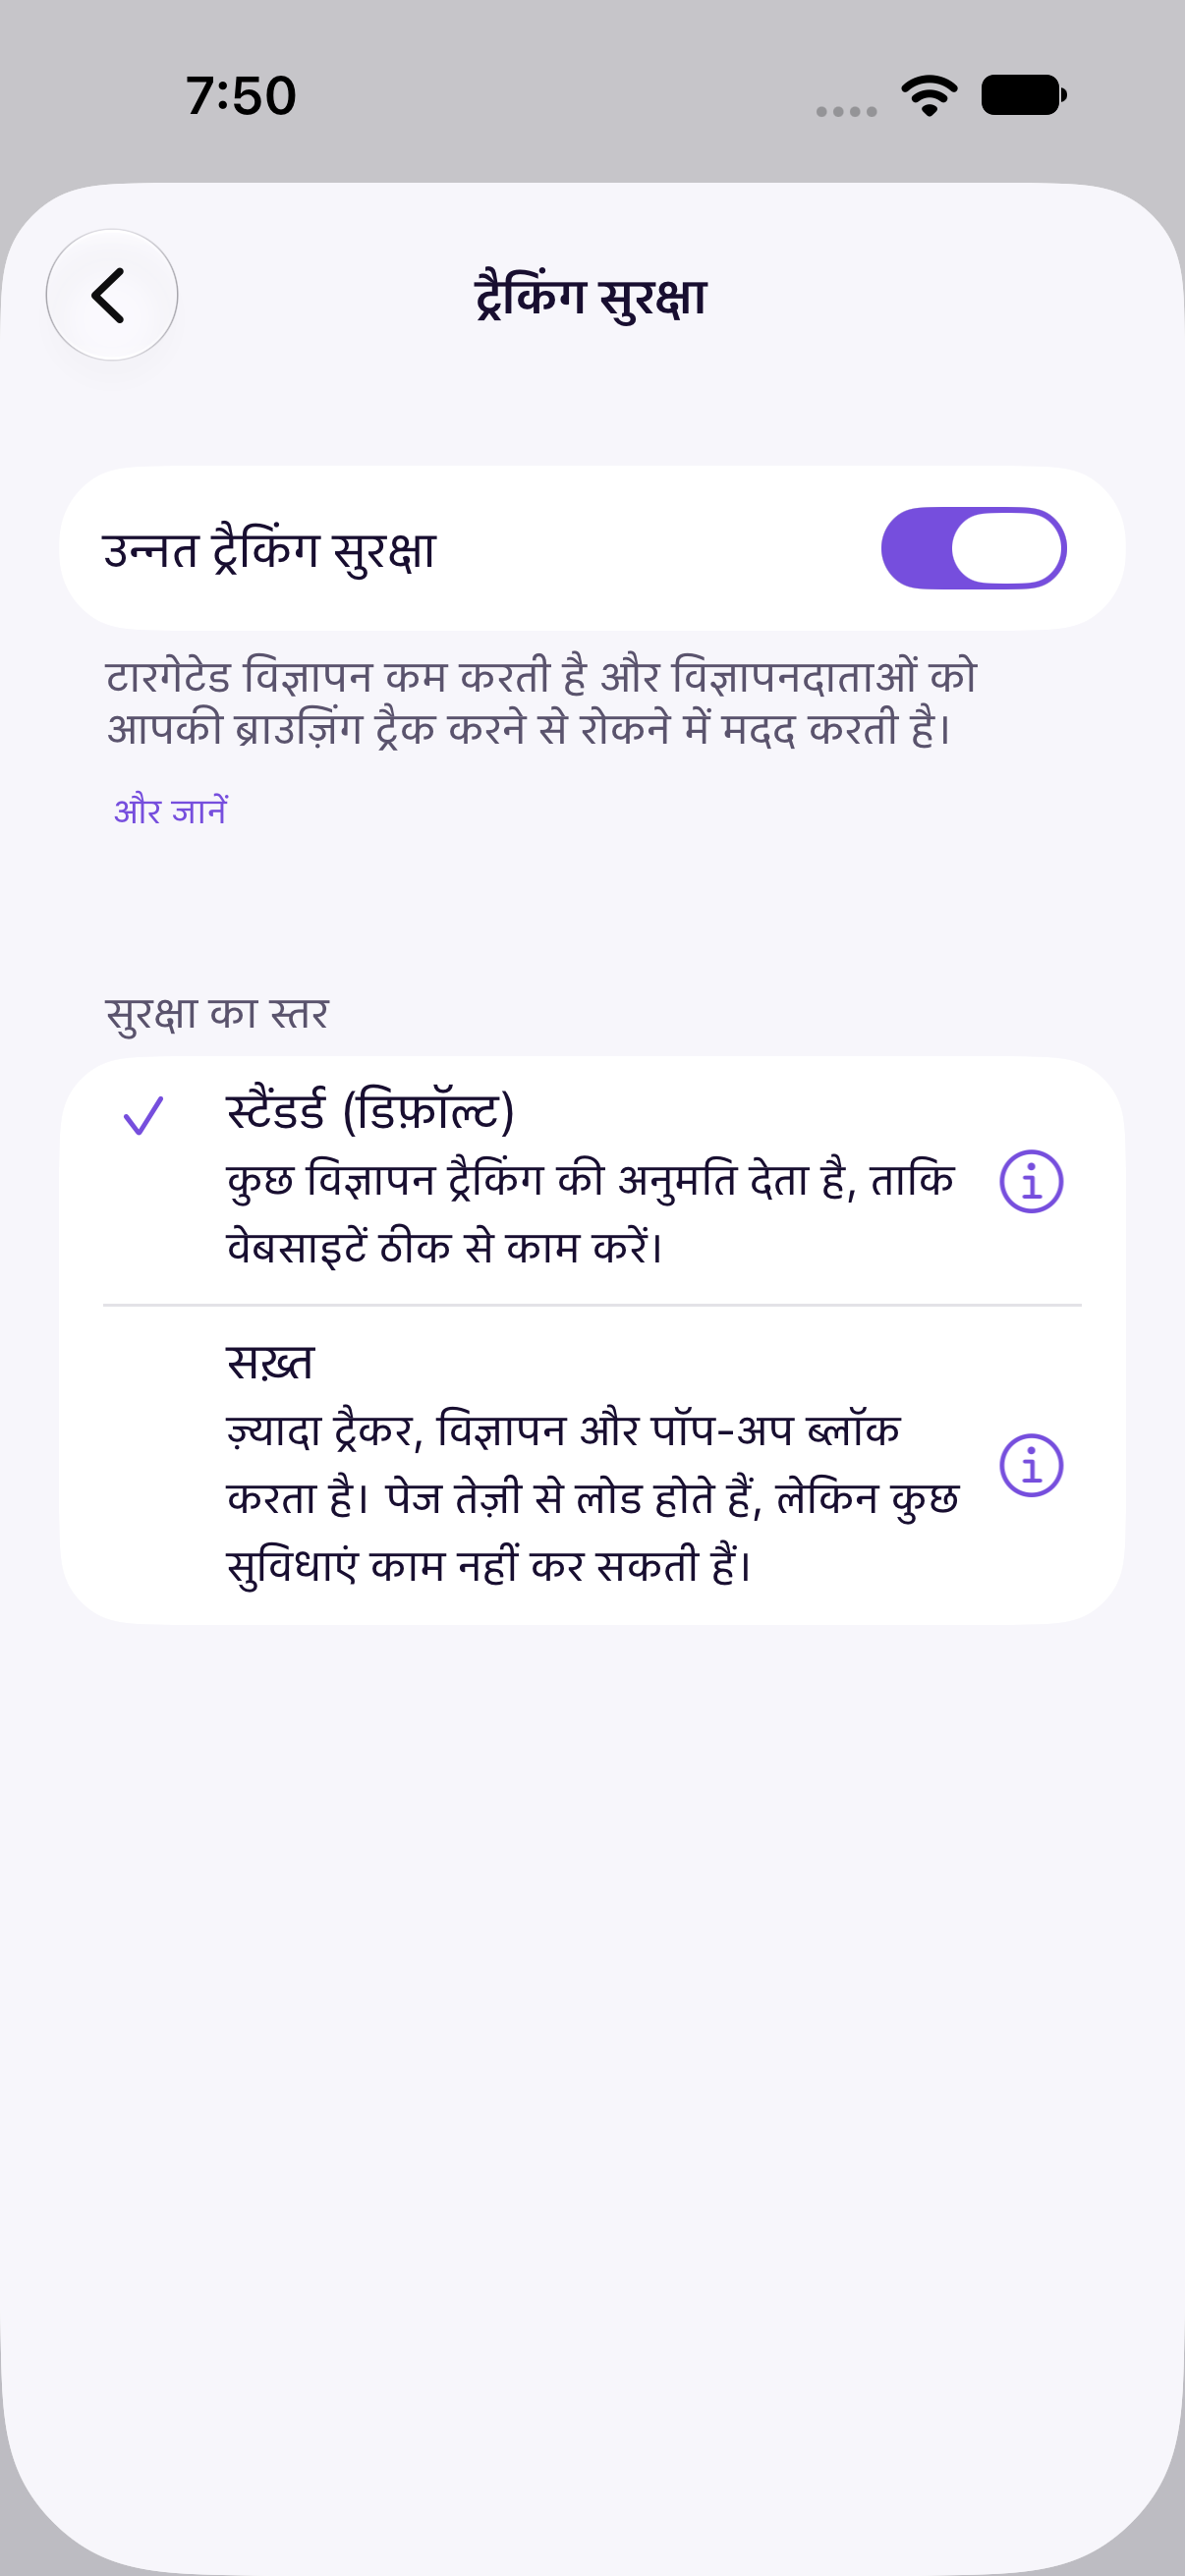 7:50
ट्रैकिंग सुरक्षा
उन्नत ट्रैकिंग सुरक्षा
टारगेटेड विज्ञापन कम करती है और विज्ञापनदाताओं को
आपकी ब्राउज़िंग ट्रैक करने से रोकने में मदद करती है।
और जानें
सुरक्षा का स्तर
स्टैंडर्ड (डिफ़ॉल्ट)
कुछ विज्ञापन ट्रैकिंग की अनुमति देता है, ताकि
वेबसाइटें ठीक से काम करें।
सख़्त
ज़्यादा ट्रैकर, विज्ञापन और पॉप-अप ब्लॉक
करता है। पेज तेज़ी से लोड होते हैं, लेकिन कुछ
सुविधाएं काम नहीं कर सकती हैं।